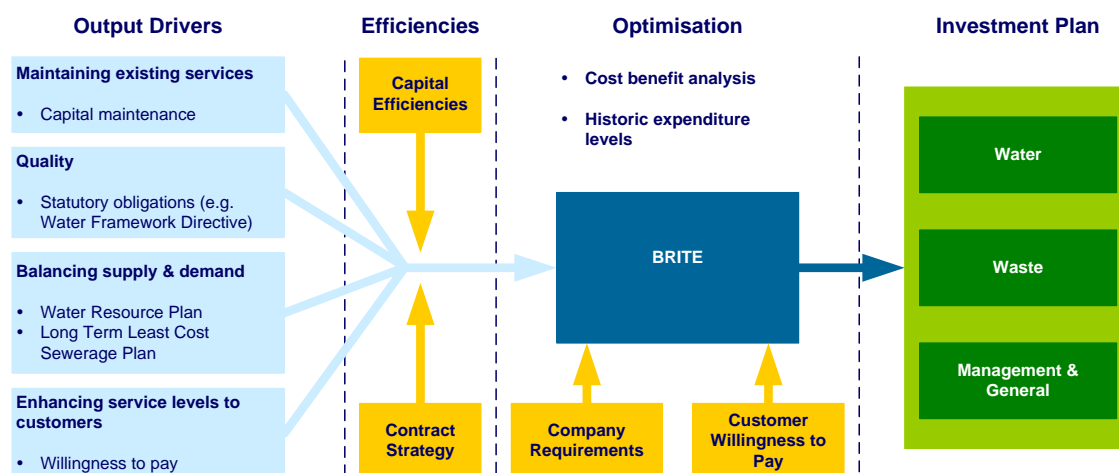 Output Drivers
Efficiencies
Optimisation
Investment Plan
Maintaining existing services
• Capital maintenance
Quality
• Statutory obligations (e.g.
Water Framework Directive)
Balancing supply & demand
• Water Resource Plan
• Long Term Least Cost
Sewerage Plan
Enhancing service levels to
customers
• Willingness to pay
Capital
Efficiencies
Contract
Strategy
• Cost benefit analysis
• Historic expenditure
levels
BRITE
Company
Requirements
Customer
Willingness to
Pay
Water
Waste
Management &
General